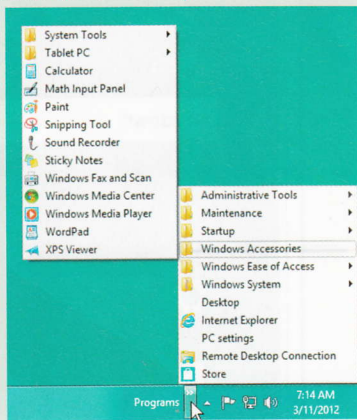 System Tools
Tablet PC
Calculator
Math Input Panel
Paint
Snipping Tool
Sound Recorder
Sticky Notes
Windows Fax and Scan
Windows Media Center
Windows Media Player
WordPad
XPS Viewer
Administrative Tools
Maintenance
Startup
Windows Accessories
Windows Ease of Access
Windows System
Desktop
Internet Explorer
PC settings
Remote Desktop Connection
Store
Programs
7:14 AM
3/11/2012